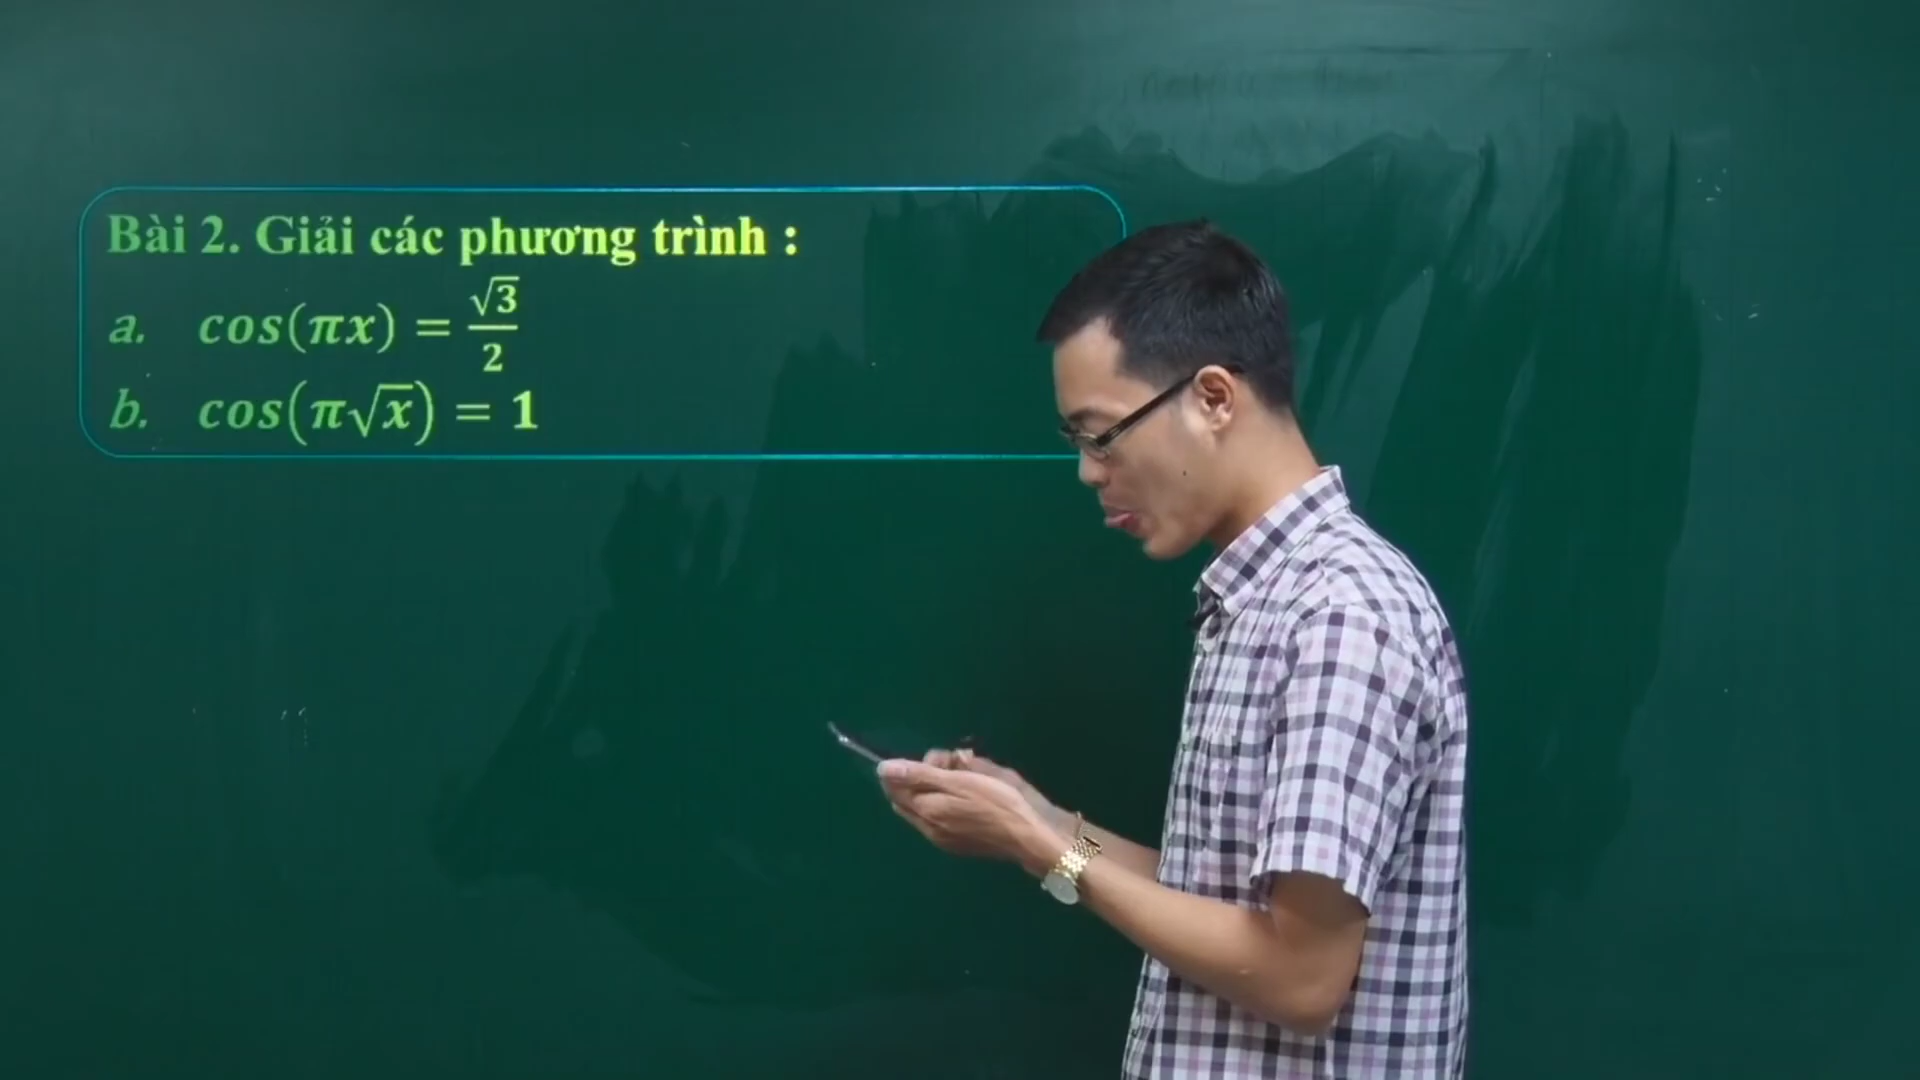 Bài 2. Giải các phương trình :
a. cos(πx) = √3/2
b. cos(π√x) = 1